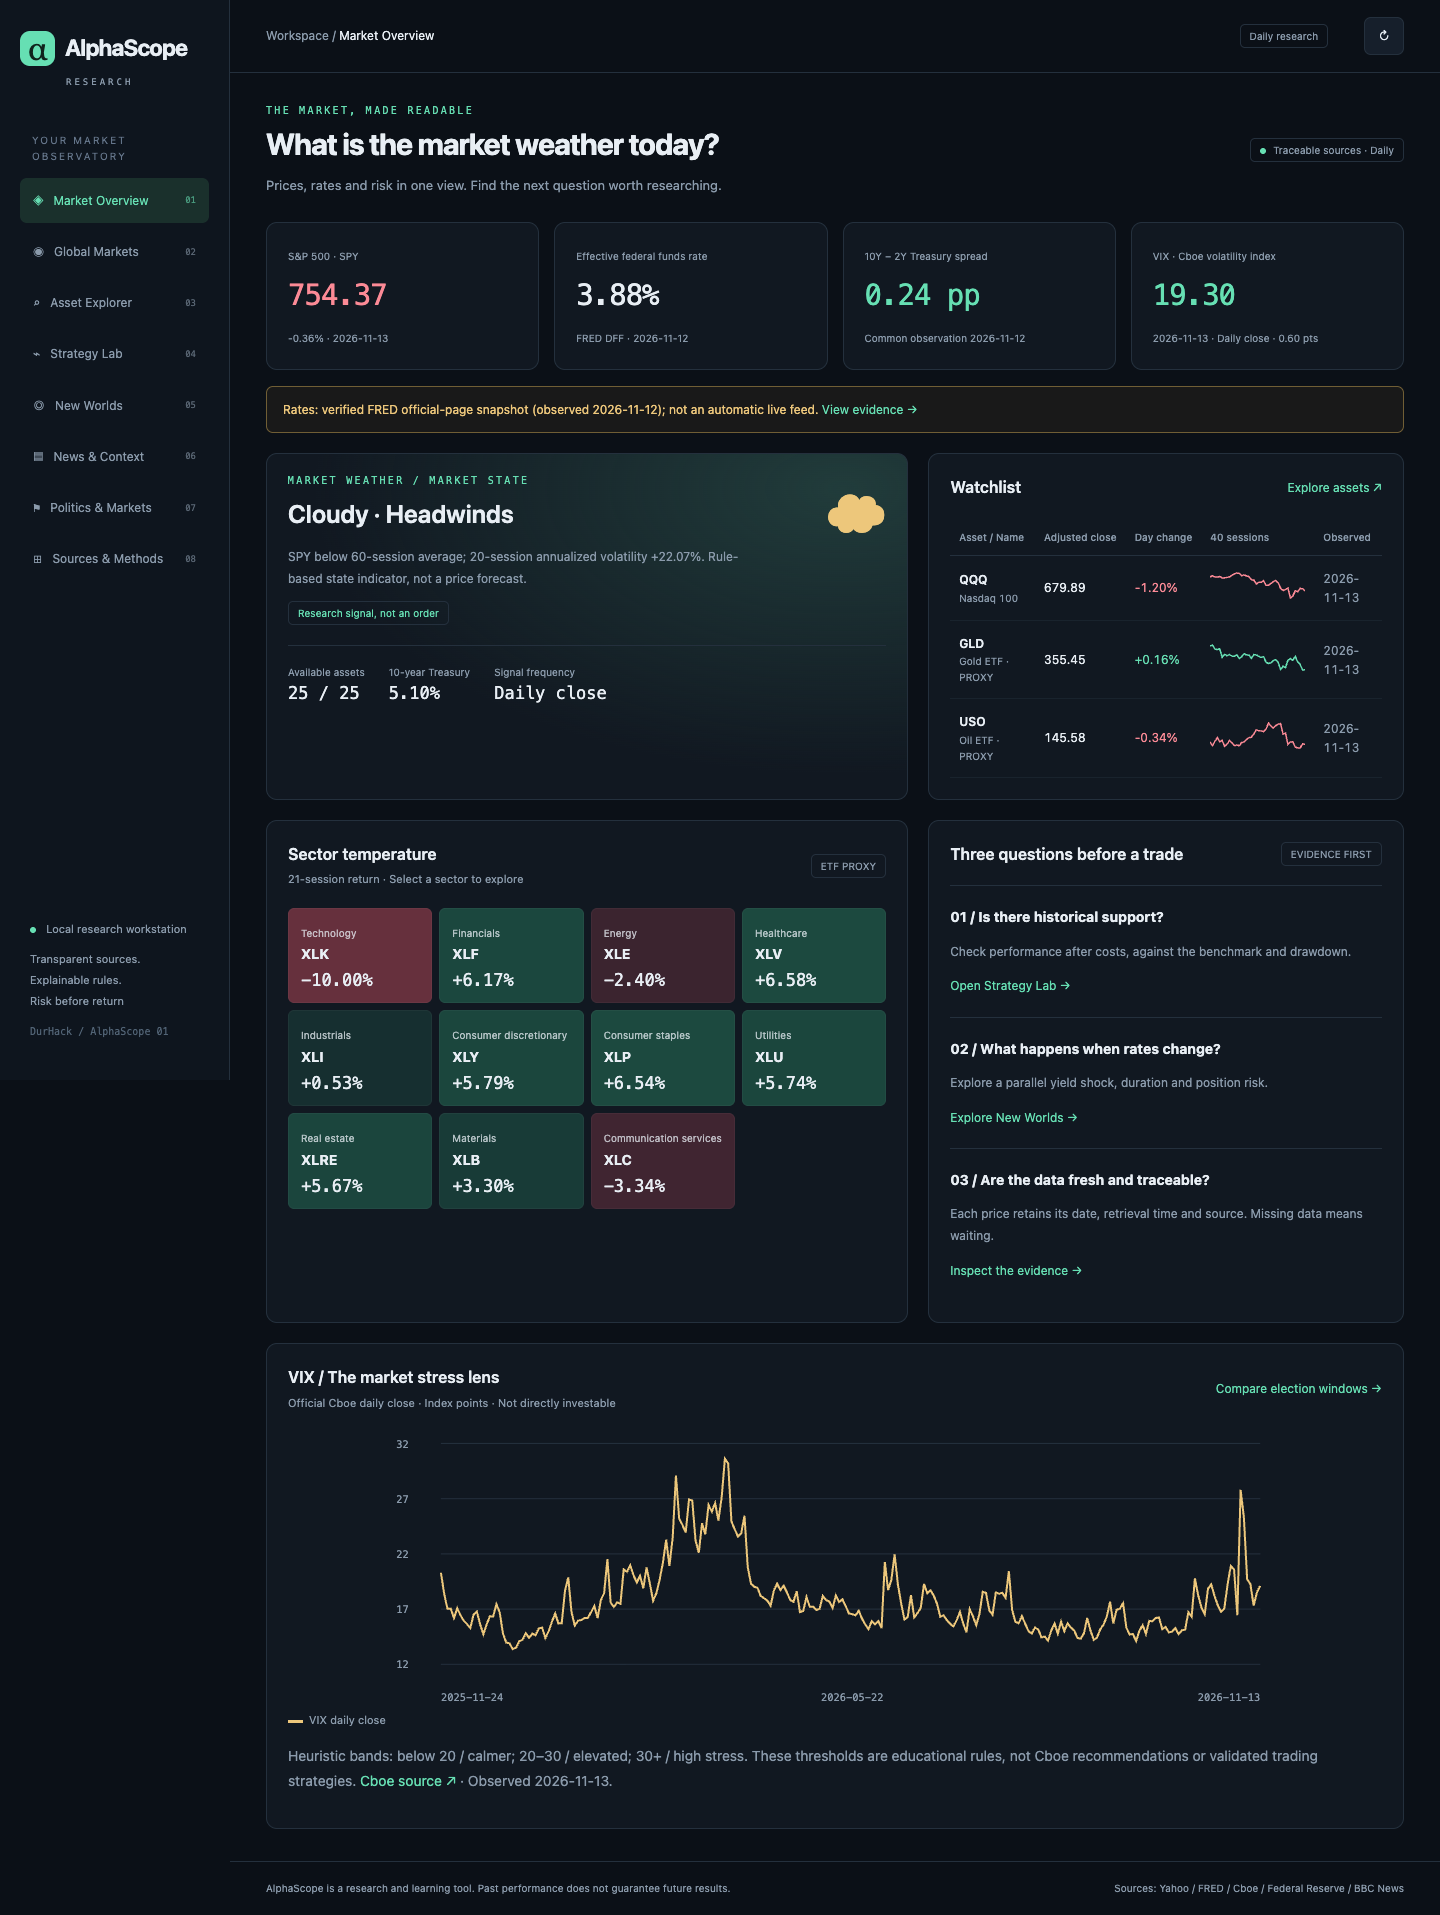 α AlphaScope
RESEARCH
YOUR MARKET
OBSERVATORY
Market Overview 01
Global Markets 02
Asset Explorer 03
Strategy Lab 04
New Worlds 05
News & Context 06
Politics & Markets 07
Sources & Methods 08
Local research workstation
Transparent sources.
Explainable rules.
Risk before return
DurHack / AlphaScope 01
Workspace / Market Overview
Daily research
↻
THE MARKET, MADE READABLE
What is the market weather today?
Traceable sources · Daily
Prices, rates and risk in one view. Find the next question worth researching.
S&P 500 · SPY
754.37
-0.36% · 2026-11-13
Effective federal funds rate
3.88%
FRED DFF · 2026-11-12
10Y − 2Y Treasury spread
0.24 pp
Common observation 2026-11-12
VIX · Cboe volatility index
19.30
2026-11-13 · Daily close · 0.60 pts
Rates: verified FRED official-page snapshot (observed 2026-11-12); not an automatic live feed. View evidence →
MARKET WEATHER / MARKET STATE
Cloudy · Headwinds
SPY below 60-session average; 20-session annualized volatility +22.07%. Rule-
based state indicator, not a price forecast.
Research signal, not an order
Available assets
25 / 25
10-year Treasury
5.10%
Signal frequency
Daily close
Watchlist
Explore assets ↗
Asset / Name Adjusted close Day change 40 sessions Observed
QQQ
Nasdaq 100
679.89
-1.20%
2026-
11-13
GLD
Gold ETF ·
PROXY
355.45
+0.16%
2026-
11-13
USO
Oil ETF ·
PROXY
145.58
-0.34%
2026-
11-13
Sector temperature
21-session return · Select a sector to explore
ETF PROXY
Technology
XLK
−10.00%
Financials
XLF
+6.17%
Energy
XLE
−2.40%
Healthcare
XLV
+6.58%
Industrials
XLI
+0.53%
Consumer discretionary
XLY
+5.79%
Consumer staples
XLP
+6.54%
Utilities
XLU
+5.74%
Real estate
XLRE
+5.67%
Materials
XLB
+3.30%
Communication services
XLC
−3.34%
Three questions before a trade
EVIDENCE FIRST
01 / Is there historical support?
Check performance after costs, against the benchmark and drawdown.
Open Strategy Lab →
02 / What happens when rates change?
Explore a parallel yield shock, duration and position risk.
Explore New Worlds →
03 / Are the data fresh and traceable?
Each price retains its date, retrieval time and source. Missing data means
waiting.
Inspect the evidence →
VIX / The market stress lens
Official Cboe daily close · Index points · Not directly investable
Compare election windows →
32
27
22
17
12
2025−11−24 2026−05−22 2026−11−13
VIX daily close
Heuristic bands: below 20 / calmer; 20–30 / elevated; 30+ / high stress. These thresholds are educational rules, not Cboe recommendations or validated trading
strategies. Cboe source ↗ · Observed 2026-11-13.
AlphaScope is a research and learning tool. Past performance does not guarantee future results.
Sources: Yahoo / FRED / Cboe / Federal Reserve / BBC News